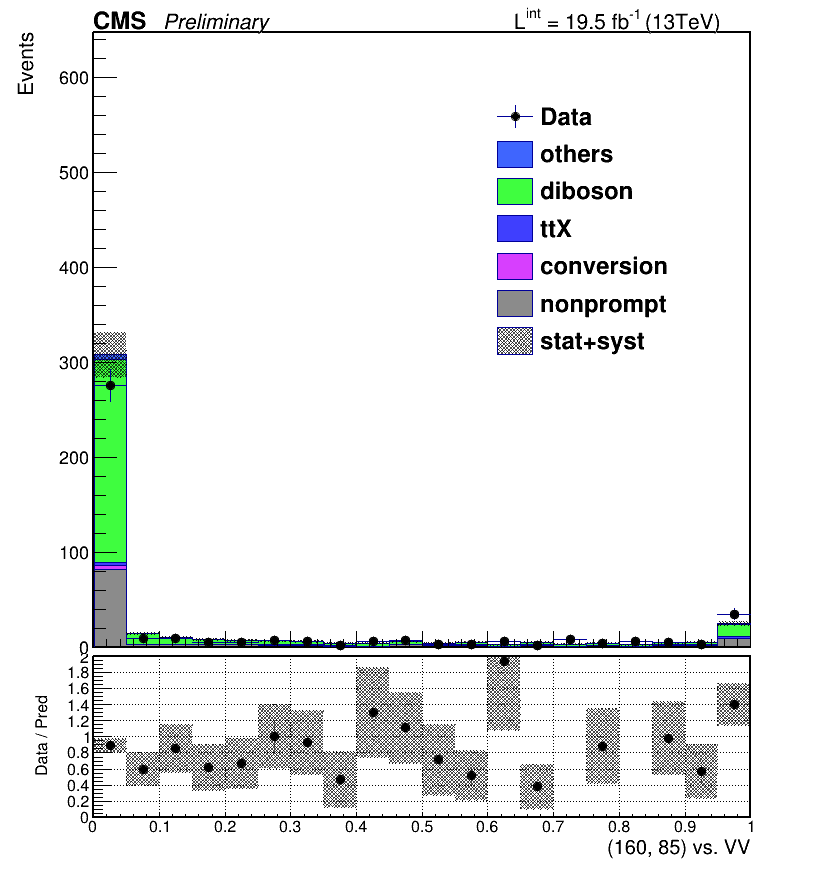 CMS Preliminary L^int = 19.5 fb^-1 (13TeV)
Events
600
500
400
300
200
100
0
Data
others
diboson
ttX
conversion
nonprompt
stat+syst
Data / Pred
2
1.8
1.6
1.4
1.2
1
0.8
0.6
0.4
0.2
0
0 0.1 0.2 0.3 0.4 0.5 0.6 0.7 0.8 0.9 1
(160, 85) vs. VV